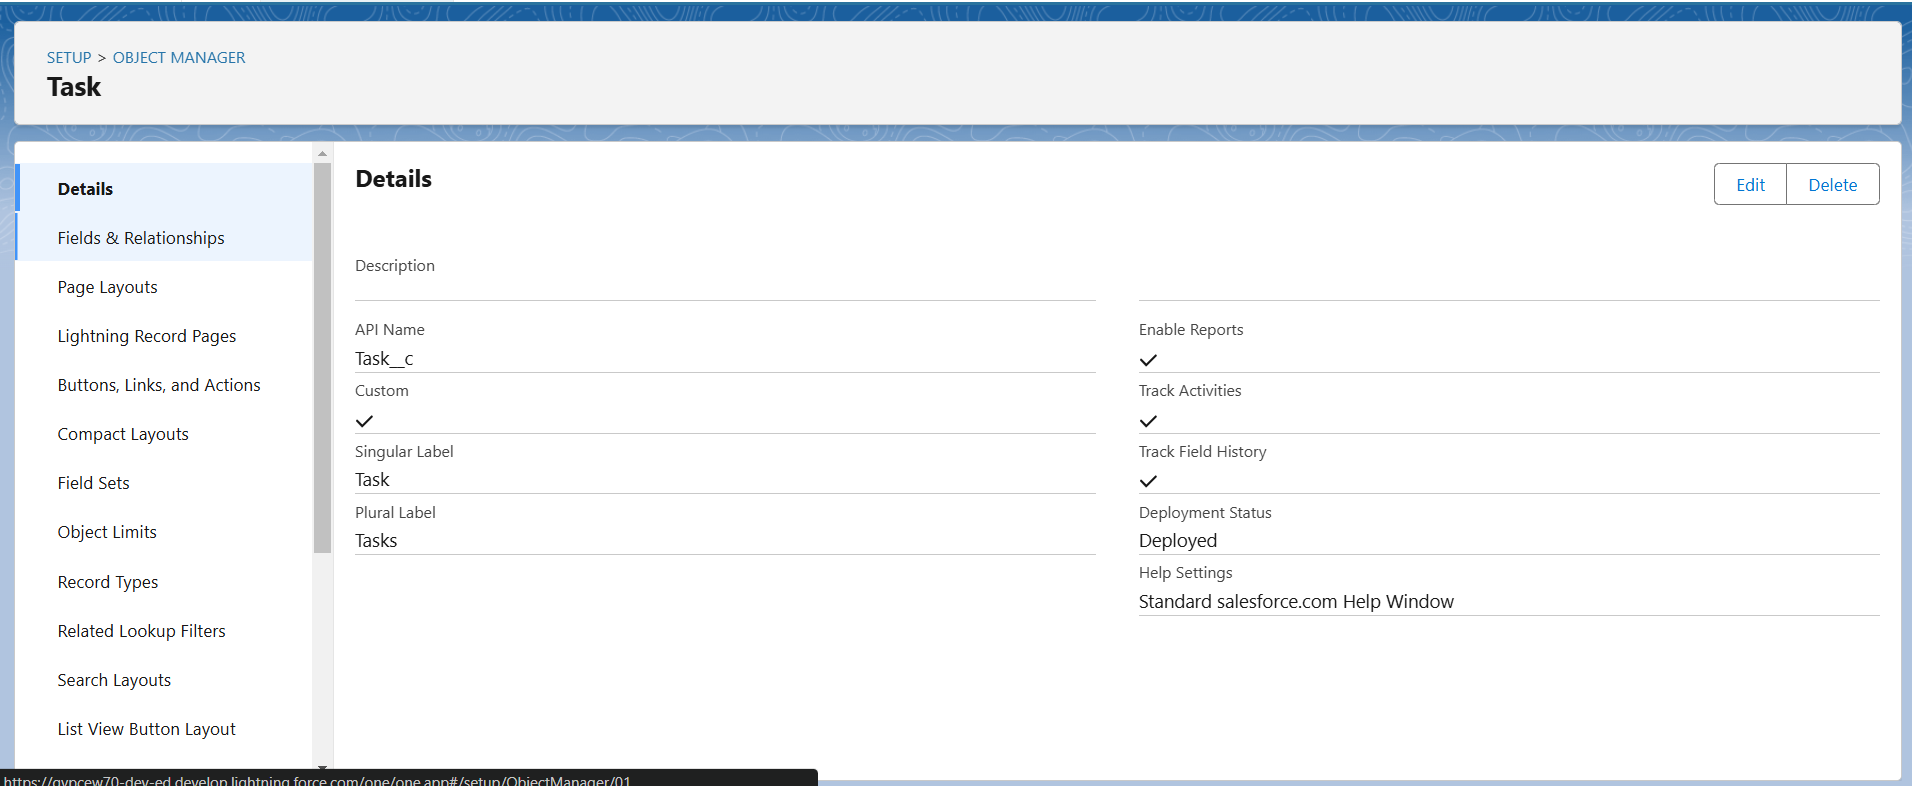 SETUP > OBJECT MANAGER
Task
Details
Fields & Relationships
Page Layouts
Lightning Record Pages
Buttons, Links, and Actions
Compact Layouts
Field Sets
Object Limits
Record Types
Related Lookup Filters
Search Layouts
List View Button Layout
Details
Edit
Delete
Description
API Name
Task__c
Custom
Singular Label
Task
Plural Label
Tasks
Enable Reports
Track Activities
Track Field History
Deployment Status
Deployed
Help Settings
Standard salesforce.com Help Window
https://gvpcew70-dev-ed.develop.lightning.force.com/one/one.app#/setup/ObjectManager/01